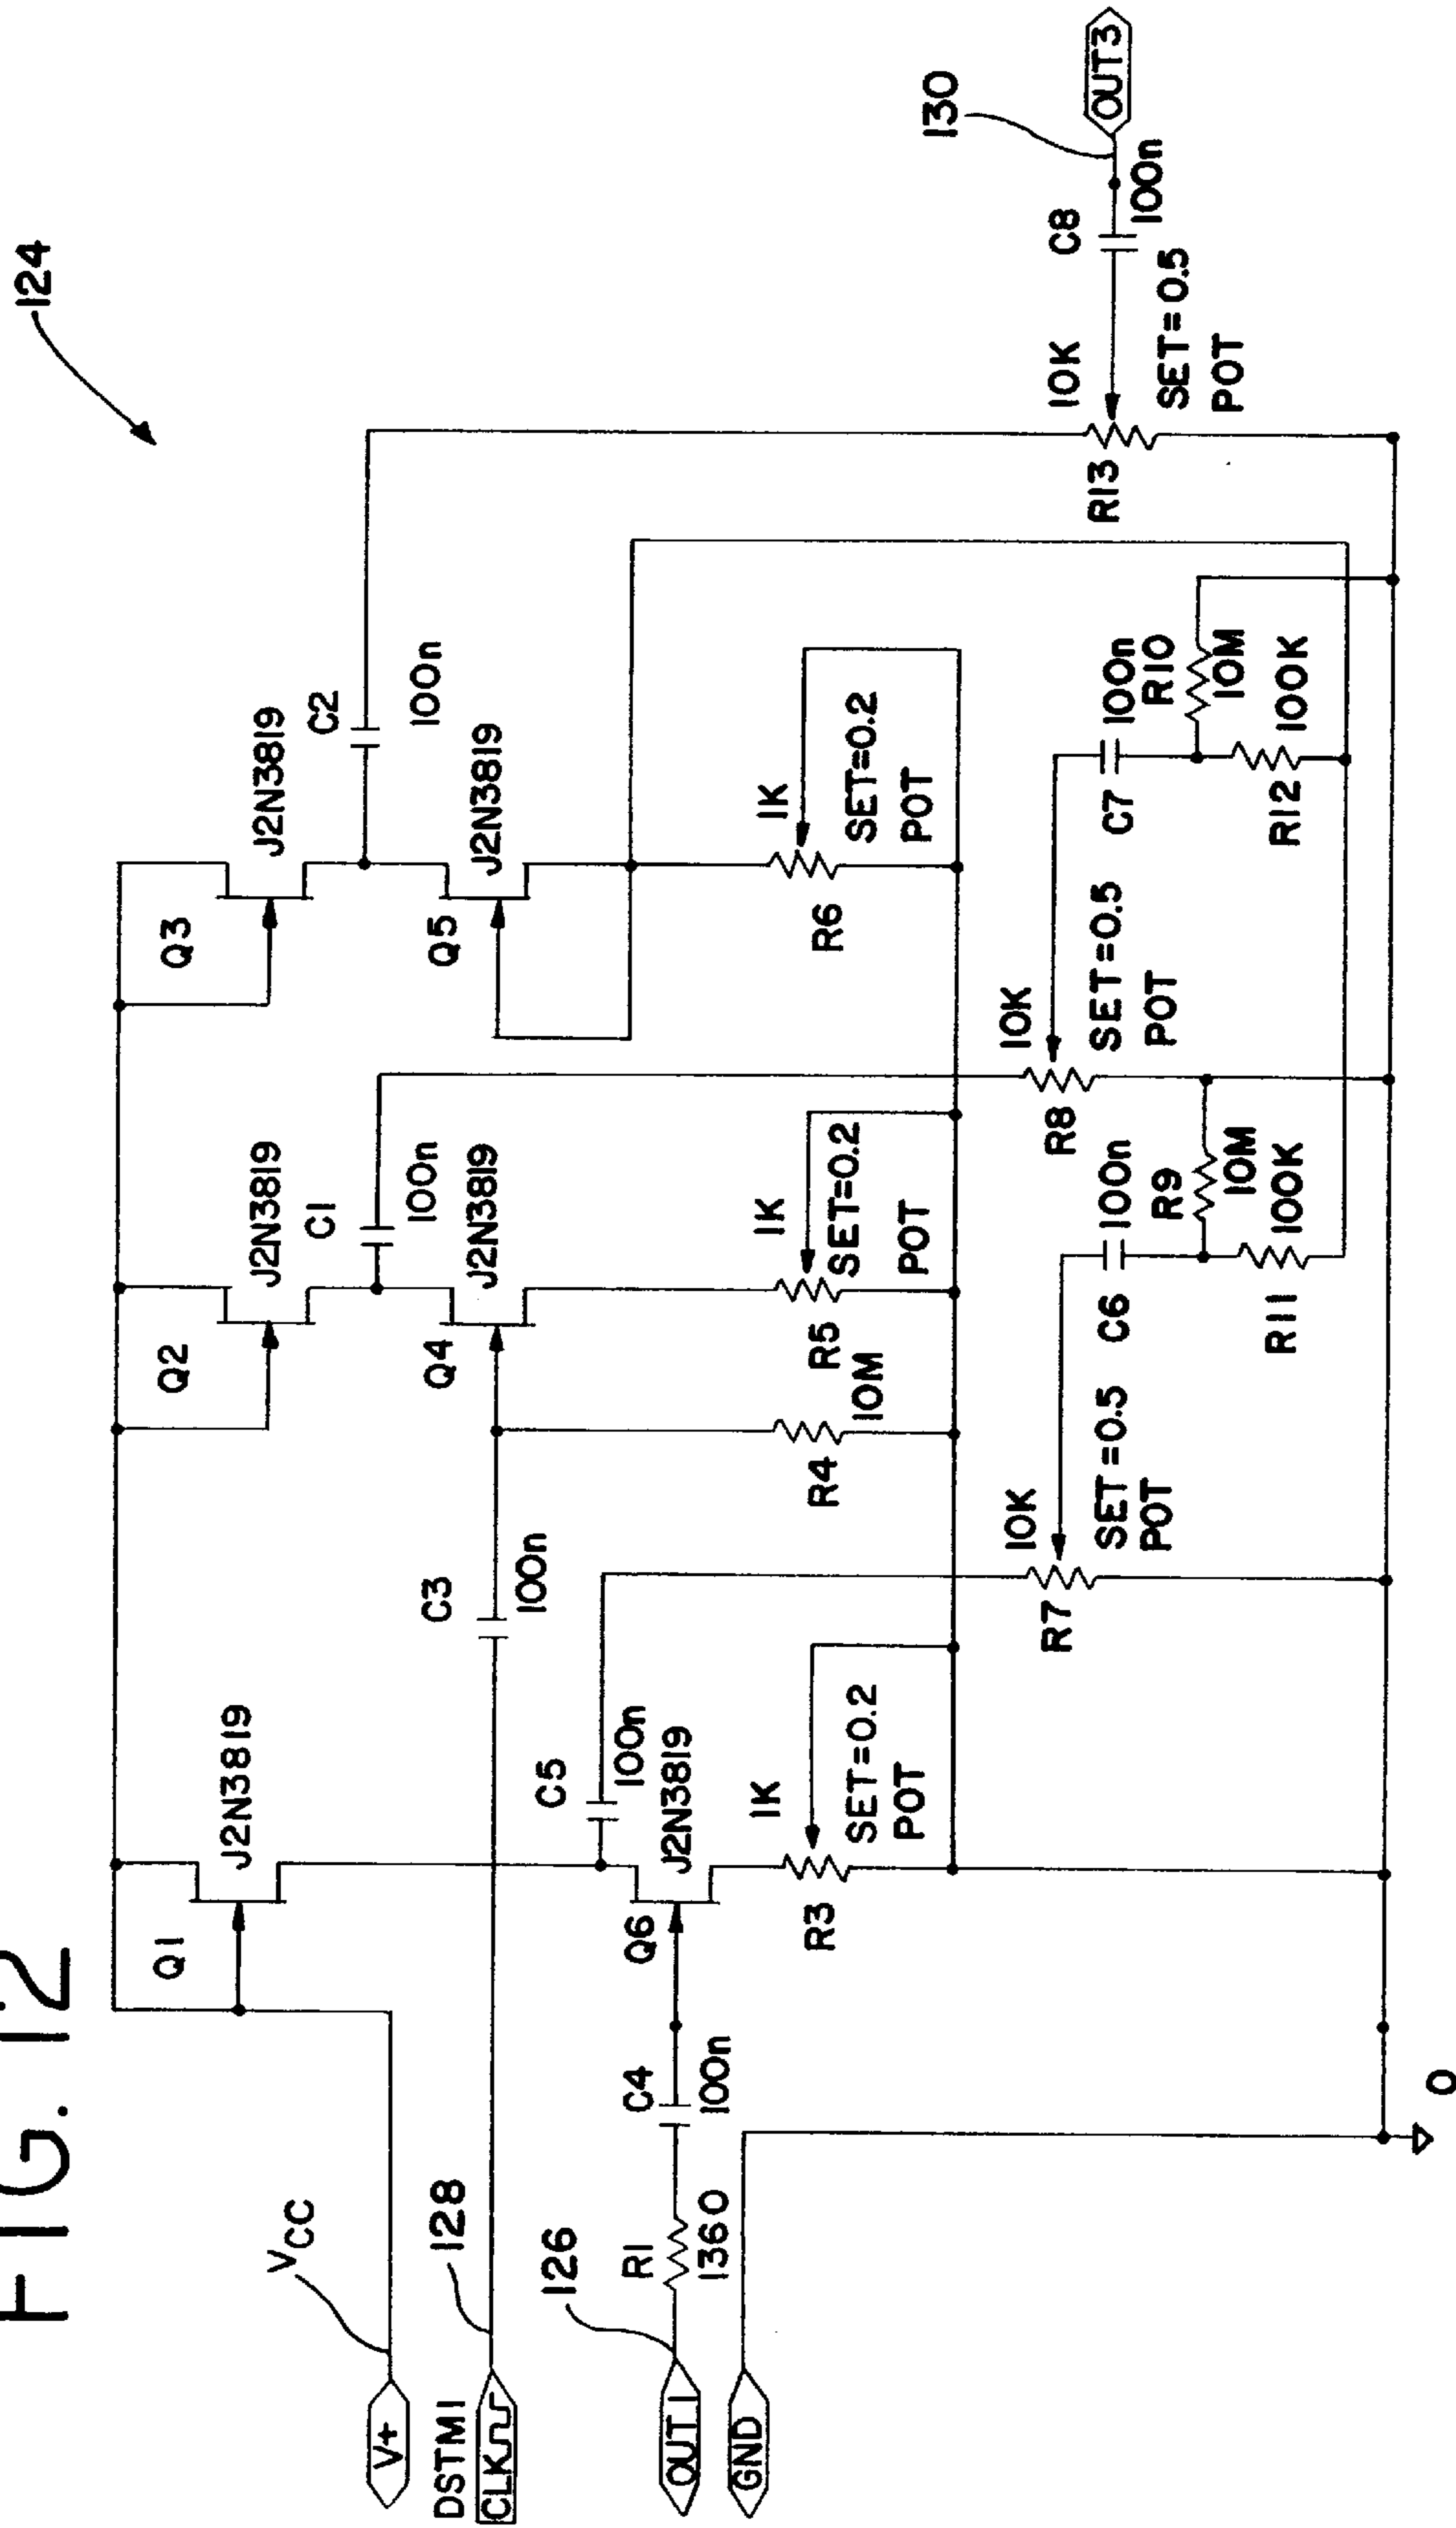 FIG. 12
124
VCC
V+
128
DSTM1
CLK
126
OUT1
GND
R1
1360
C4
100n
Q1
J2N3819
Q6
J2N3819
C5
100n
R3
1K
SET=0.2
POT
C3
100n
Q2
J2N3819
C1
100n
Q4
J2N3819
R4
10M
R5
1K
SET=0.2
POT
Q3
J2N3819
C2
100n
Q5
J2N3819
R6
1K
SET=0.2
POT
R7
10K
SET=0.5
POT
C6
100n
R9
10M
R11
100K
R8
10K
SET=0.5
POT
C7
100n
R10
10M
R12
100K
R13
10K
SET=0.5
POT
C8
100n
130
OUT3
0